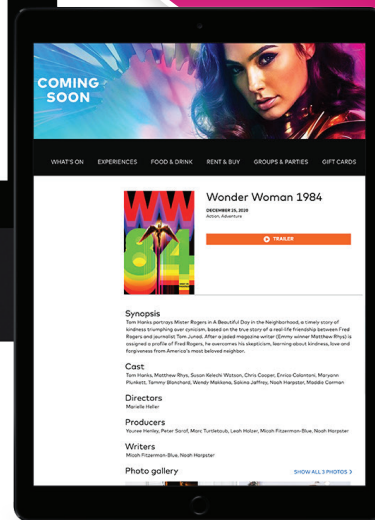 COMING
SOON
WHAT'S ON EXPERIENCES FOOD & DRINK RENT & BUY GROUPS & PARTIES GIFT CARDS
WW
84
Wonder Woman 1984
DECEMBER 25, 2020
Action, Adventure
TRAILER
Synopsis
Tom Hanks portrays Mister Rogers in A Beautiful Day in the Neighborhood, a timely story of
kindness triumphing over cynicism, based on the true story of a real-life friendship between Fred
Rogers and journalist Tom Junod. After a jaded magazine writer (Emmy winner Matthew Rhys) is
assigned a profile of Fred Rogers, he overcomes his skepticism, learning about kindness, love and
forgiveness from America's most beloved neighbor.
Cast
Tom Hanks, Matthew Rhys, Susan Kelechi Watson, Chris Cooper, Enrico Colantoni, Maryann
Plunkett, Tammy Blanchard, Wendy Makkena, Sakina Jaffrey, Noah Harpster, Maddie Corman
Directors
Marielle Heller
Producers
Youree Henley, Peter Saraf, Marc Turtletaub, Leah Holzer, Micah Fitzerman-Blue, Noah Harpster
Writers
Micah Fitzerman-Blue, Noah Harpster
Photo gallery SHOW ALL 3 PHOTOS